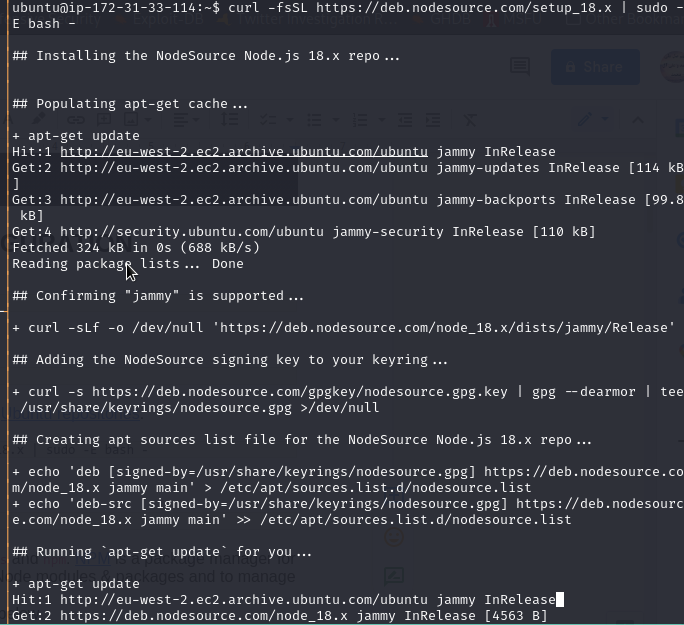 ubuntu@ip-172-31-33-114:~$ curl -fsSL https://deb.nodesource.com/setup_18.x | sudo -
E bash -
## Installing the NodeSource Node.js 18.x repo...
## Populating apt-get cache...
+ apt-get update
Hit:1 http://eu-west-2.ec2.archive.ubuntu.com/ubuntu jammy InRelease
Get:2 http://eu-west-2.ec2.archive.ubuntu.com/ubuntu jammy-updates InRelease [114 kB
]
Get:3 http://eu-west-2.ec2.archive.ubuntu.com/ubuntu jammy-backports InRelease [99.8
kB]
Get:4 http://security.ubuntu.com/ubuntu jammy-security InRelease [110 kB]
Fetched 324 kB in 0s (688 kB/s)
Reading package lists... Done
## Confirming "jammy" is supported...
+ curl -sLf -o /dev/null 'https://deb.nodesource.com/node_18.x/dists/jammy/Release'
## Adding the NodeSource signing key to your keyring...
+ curl -s https://deb.nodesource.com/gpgkey/nodesource.gpg.key | gpg --dearmor | tee
/usr/share/keyrings/nodesource.gpg >/dev/null
## Creating apt sources list file for the NodeSource Node.js 18.x repo...
+ echo 'deb [signed-by=/usr/share/keyrings/nodesource.gpg] https://deb.nodesource.co
m/node_18.x jammy main' > /etc/apt/sources.list.d/nodesource.list
+ echo 'deb-src [signed-by=/usr/share/keyrings/nodesource.gpg] https://deb.nodesourc
e.com/node_18.x jammy main' >> /etc/apt/sources.list.d/nodesource.list
## Running `apt-get update` for you...
+ apt-get update
Hit:1 http://eu-west-2.ec2.archive.ubuntu.com/ubuntu jammy InRelease
Get:2 https://deb.nodesource.com/node_18.x jammy InRelease [4563 B]
Share